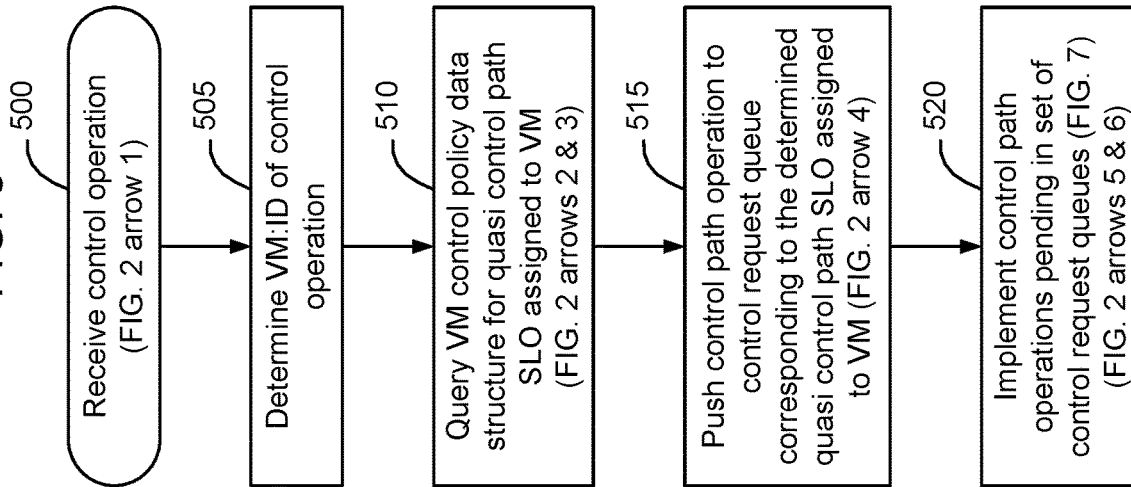 500
Receive control operation
(FIG. 2 arrow 1)
505
Determine VM:ID of control
operation
510
Query VM control policy data
structure for quasi control path
SLO assigned to VM
(FIG. 2 arrows 2 & 3)
515
Push control path operation to
control request queue
corresponding to the determined
quasi control path SLO assigned
to VM (FIG. 2 arrow 4)
520
Implement control path
operations pending in set of
control request queues (FIG. 7)
(FIG. 2 arrows 5 & 6)